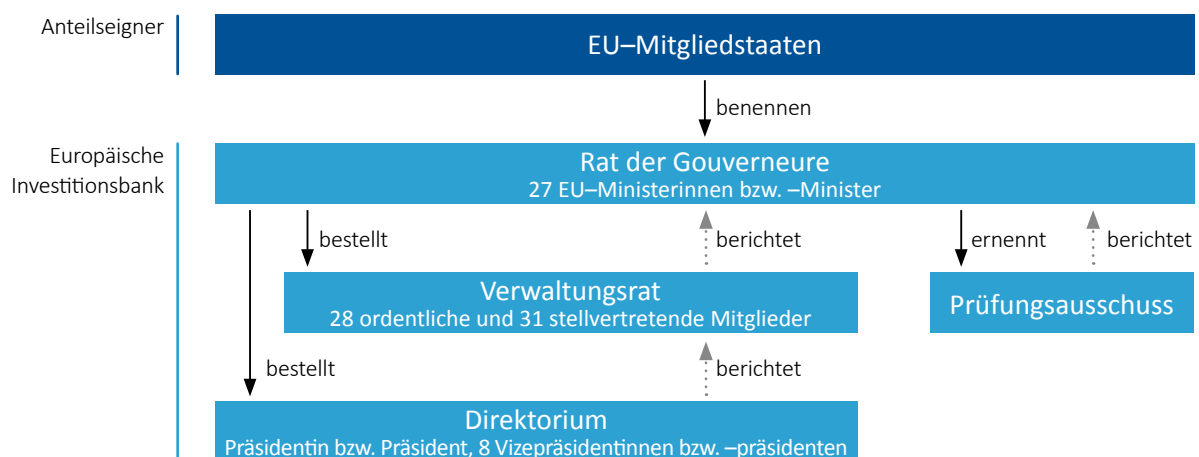 Anteilseigner
EU–Mitgliedstaaten
benennen
Europäische
Investitionsbank
Rat der Gouverneure
27 EU–Ministerinnen bzw. –Minister
bestellt
berichtet
ernennt
berichtet
Verwaltungsrat
28 ordentliche und 31 stellvertretende Mitglieder
Prüfungsausschuss
bestellt
berichtet
Direktorium
Präsidentin bzw. Präsident, 8 Vizepräsidentinnen bzw. –präsidenten